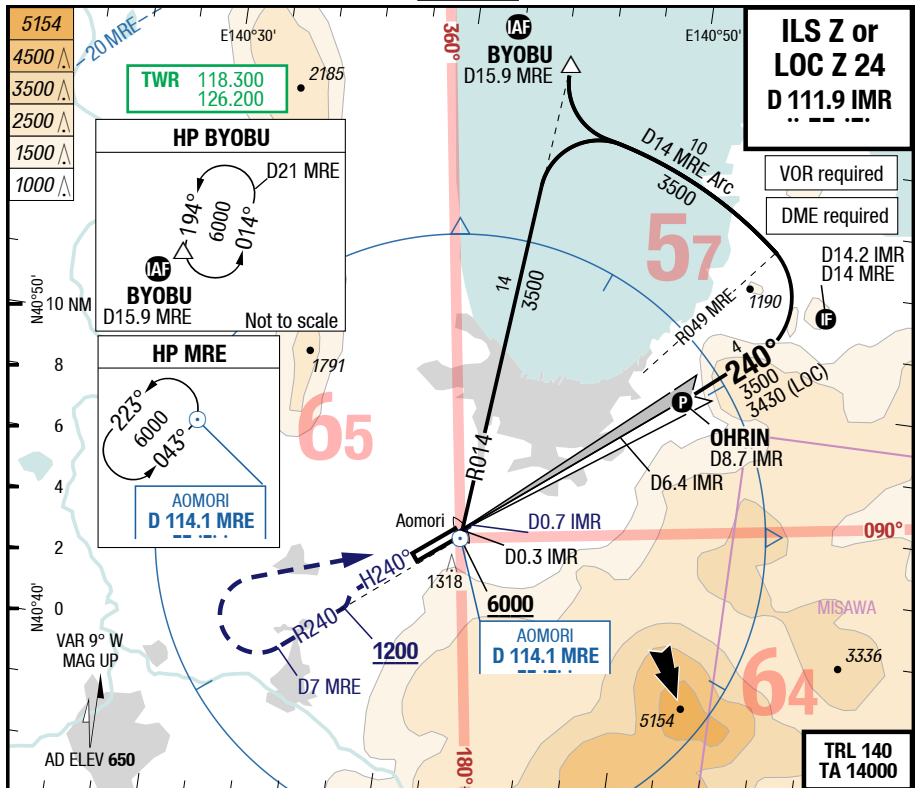 5154
4500
3500
2500
1500
1000
20 MRE
E140°30'
2185
TWR 118.300
126.200
360°
IAF
BYOBU
D15.9 MRE
E140°50'
ILS Z or
LOC Z 24
D 111.9 IMR
VOR required
DME required
HP BYOBU
D21 MRE
194°
6000
014°
IAF
BYOBU
D15.9 MRE
Not to scale
10
D14 MRE Arc
3500
14
3500
57
D14.2 IMR
D14 MRE
IF
1190
R049 MRE
N40°50'
10 NM
8
6
4
2
0
N40°40'
HP MRE
223°
6000
043°
AOMORI
D 114.1 MRE
1791
65
4
240°
3500
3430 (LOC)
P
OHRIN
D8.7 IMR
D6.4 IMR
R014
Aomori
D0.7 IMR
D0.3 IMR
090°
H240°
1318
6000
R240
1200
D7 MRE
AOMORI
D 114.1 MRE
MISAWA
3336
64
5154
VAR 9° W
MAG UP
AD ELEV 650
180°
TRL 140
TA 14000